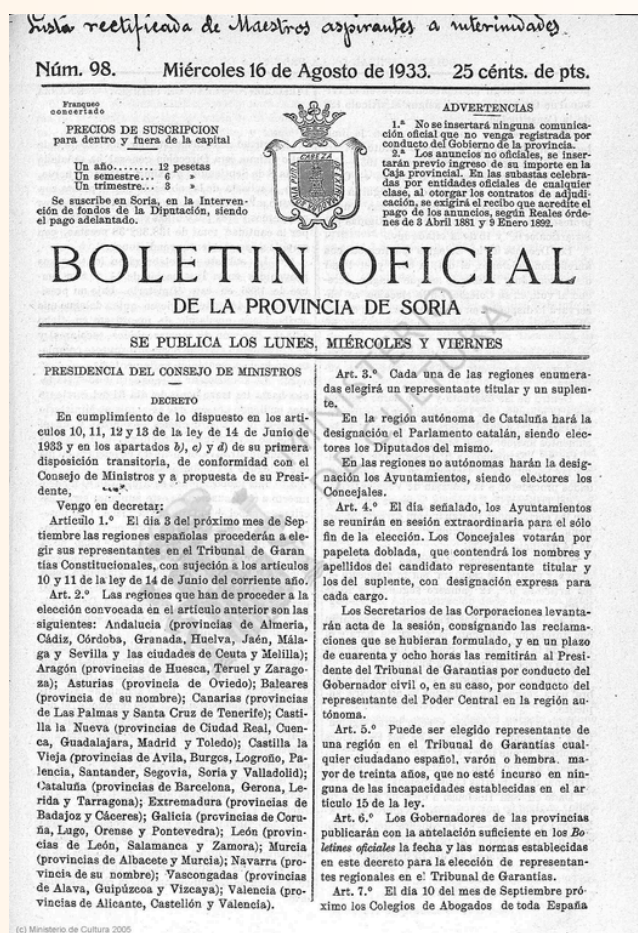 Lista rectificada de Maestros aspirantes a interinidades.
Núm. 98. Miércoles 16 de Agosto de 1933. 25 cénts. de pts.
Franqueo
concertado
PRECIOS DE SUSCRIPCION
para dentro y fuera de la capital
Un año........ 12 pesetas
Un semestre... 6 »
Un trimestre... 3 »
Se suscribe en Soria, en la Interven-
ción de fondos de la Diputación, siendo
el pago adelantado.
ADVERTENCIAS
1.ª No se insertará ninguna comunica-
ción oficial que no venga registrada por
conducto del Gobierno de la provincia.
2.ª Los anuncios no oficiales, se inser-
tarán previo ingreso de su importe en la
Caja provincial. En las subastas celebra-
das por entidades oficiales de cualquier
clase, al otorgar los contratos de adjudi-
cación, se exigirá el recibo que acredite el
pago de los anuncios, según Reales órde-
nes de 3 Abril 1881 y 9 Enero 1892.
BOLETIN OFICIAL
DE LA PROVINCIA DE SORIA
SE PUBLICA LOS LUNES, MIÉRCOLES Y VIERNES
PRESIDENCIA DEL CONSEJO DE MINISTROS
DECRETO
En cumplimiento de lo dispuesto en los artí-
culos 10, 11, 12 y 13 de la ley de 14 de Junio de
1933 y en los apartados b), c) y d) de su primera
disposición transitoria, de conformidad con el
Consejo de Ministros y a propuesta de su Presi-
dente,
Vengo en decretar:
Artículo 1.º El día 3 del próximo mes de Sep-
tiembre las regiones españolas procederán a ele-
gir sus representantes en el Tribunal de Garan
tías Constitucionales, con sujeción a los artículos
10 y 11 de la ley de 14 de Junio del corriente año.
Art. 2.º Las regiones que han de proceder a la
elección convocada en el artículo anterior son las
siguientes: Andalucía (provincias de Almería,
Cádiz, Córdoba, Granada, Huelva, Jaén, Mála-
ga y Sevilla y las ciudades de Ceuta y Melilla);
Aragón (provincias de Huesca, Teruel y Zarago-
za); Asturias (provincia de Oviedo); Baleares
(provincia de su nombre); Canarias (provincias
de Las Palmas y Santa Cruz de Tenerife); Casti-
lla la Nueva (provincias de Ciudad Real, Cuen-
ca, Guadalajara, Madrid y Toledo); Castilla la
Vieja (provincias de Avila, Burgos, Logroño, Pa-
lencia, Santander, Segovia, Soria y Valladolid);
Cataluña (provincias de Barcelona, Gerona, Le-
rida y Tarragona); Extremadura (provincias de
Badajoz y Cáceres); Galicia (provincias de Coru-
ña, Lugo, Orense y Pontevedra); León (provin-
cias de León, Salamanca y Zamora); Murcia
(provincias de Albacete y Murcia); Navarra (pro-
vincia de su nombre); Vascongadas (provincias
de Alava, Guipúzcoa y Vizcaya); Valencia (pro-
vincias de Alicante, Castellón y Valencia).
Art. 3.º Cada una de las regiones enumera-
das elegirá un representante titular y un suplen-
te.
En la región autónoma de Cataluña hará la
designación el Parlamento catalán, siendo elec-
tores los Diputados del mismo.
En las regiones no autónomas harán la desig-
nación los Ayuntamientos, siendo electores los
Concejales.
Art. 4.º El día señalado, los Ayuntamientos
se reunirán en sesión extraordinaria para el sólo
fin de la elección. Los Concejales votarán por
papeleta doblada, que contendrá los nombres y
apellidos del candidato representante titular y
los del suplente, con designación expresa para
cada cargo.
Los Secretarios de las Corporaciones levanta-
rán acta de la sesión, consignando las reclama-
ciones que se hubieran formulado, y en un plazo
de cuarenta y ocho horas las remitirán al Presi-
dente del Tribunal de Garantías por conducto del
Gobernador civil o, en su caso, por conducto del
representante del Poder Central en la región au-
tónoma.
Art. 5.º Puede ser elegido representante de
una región en el Tribunal de Garantías cual-
quier ciudadano español, varón o hembra, ma-
yor de treinta años, que no esté incurso en nin-
guna de las incapacidades establecidas en el ar
tículo 15 de la ley.
Art. 6.º Los Gobernadores de las provincias
publicarán con la antelación suficiente en los Bo
letines oficiales la fecha y las normas establecidas
en este decreto para la elección de representan-
tes regionales en el Tribunal de Garantías.
Art. 7.º El día 10 del mes de Septiembre pró-
ximo los Colegios de Abogados de toda España
MINISTERIO
DE CULTURA
(c) Ministerio de Cultura 2005